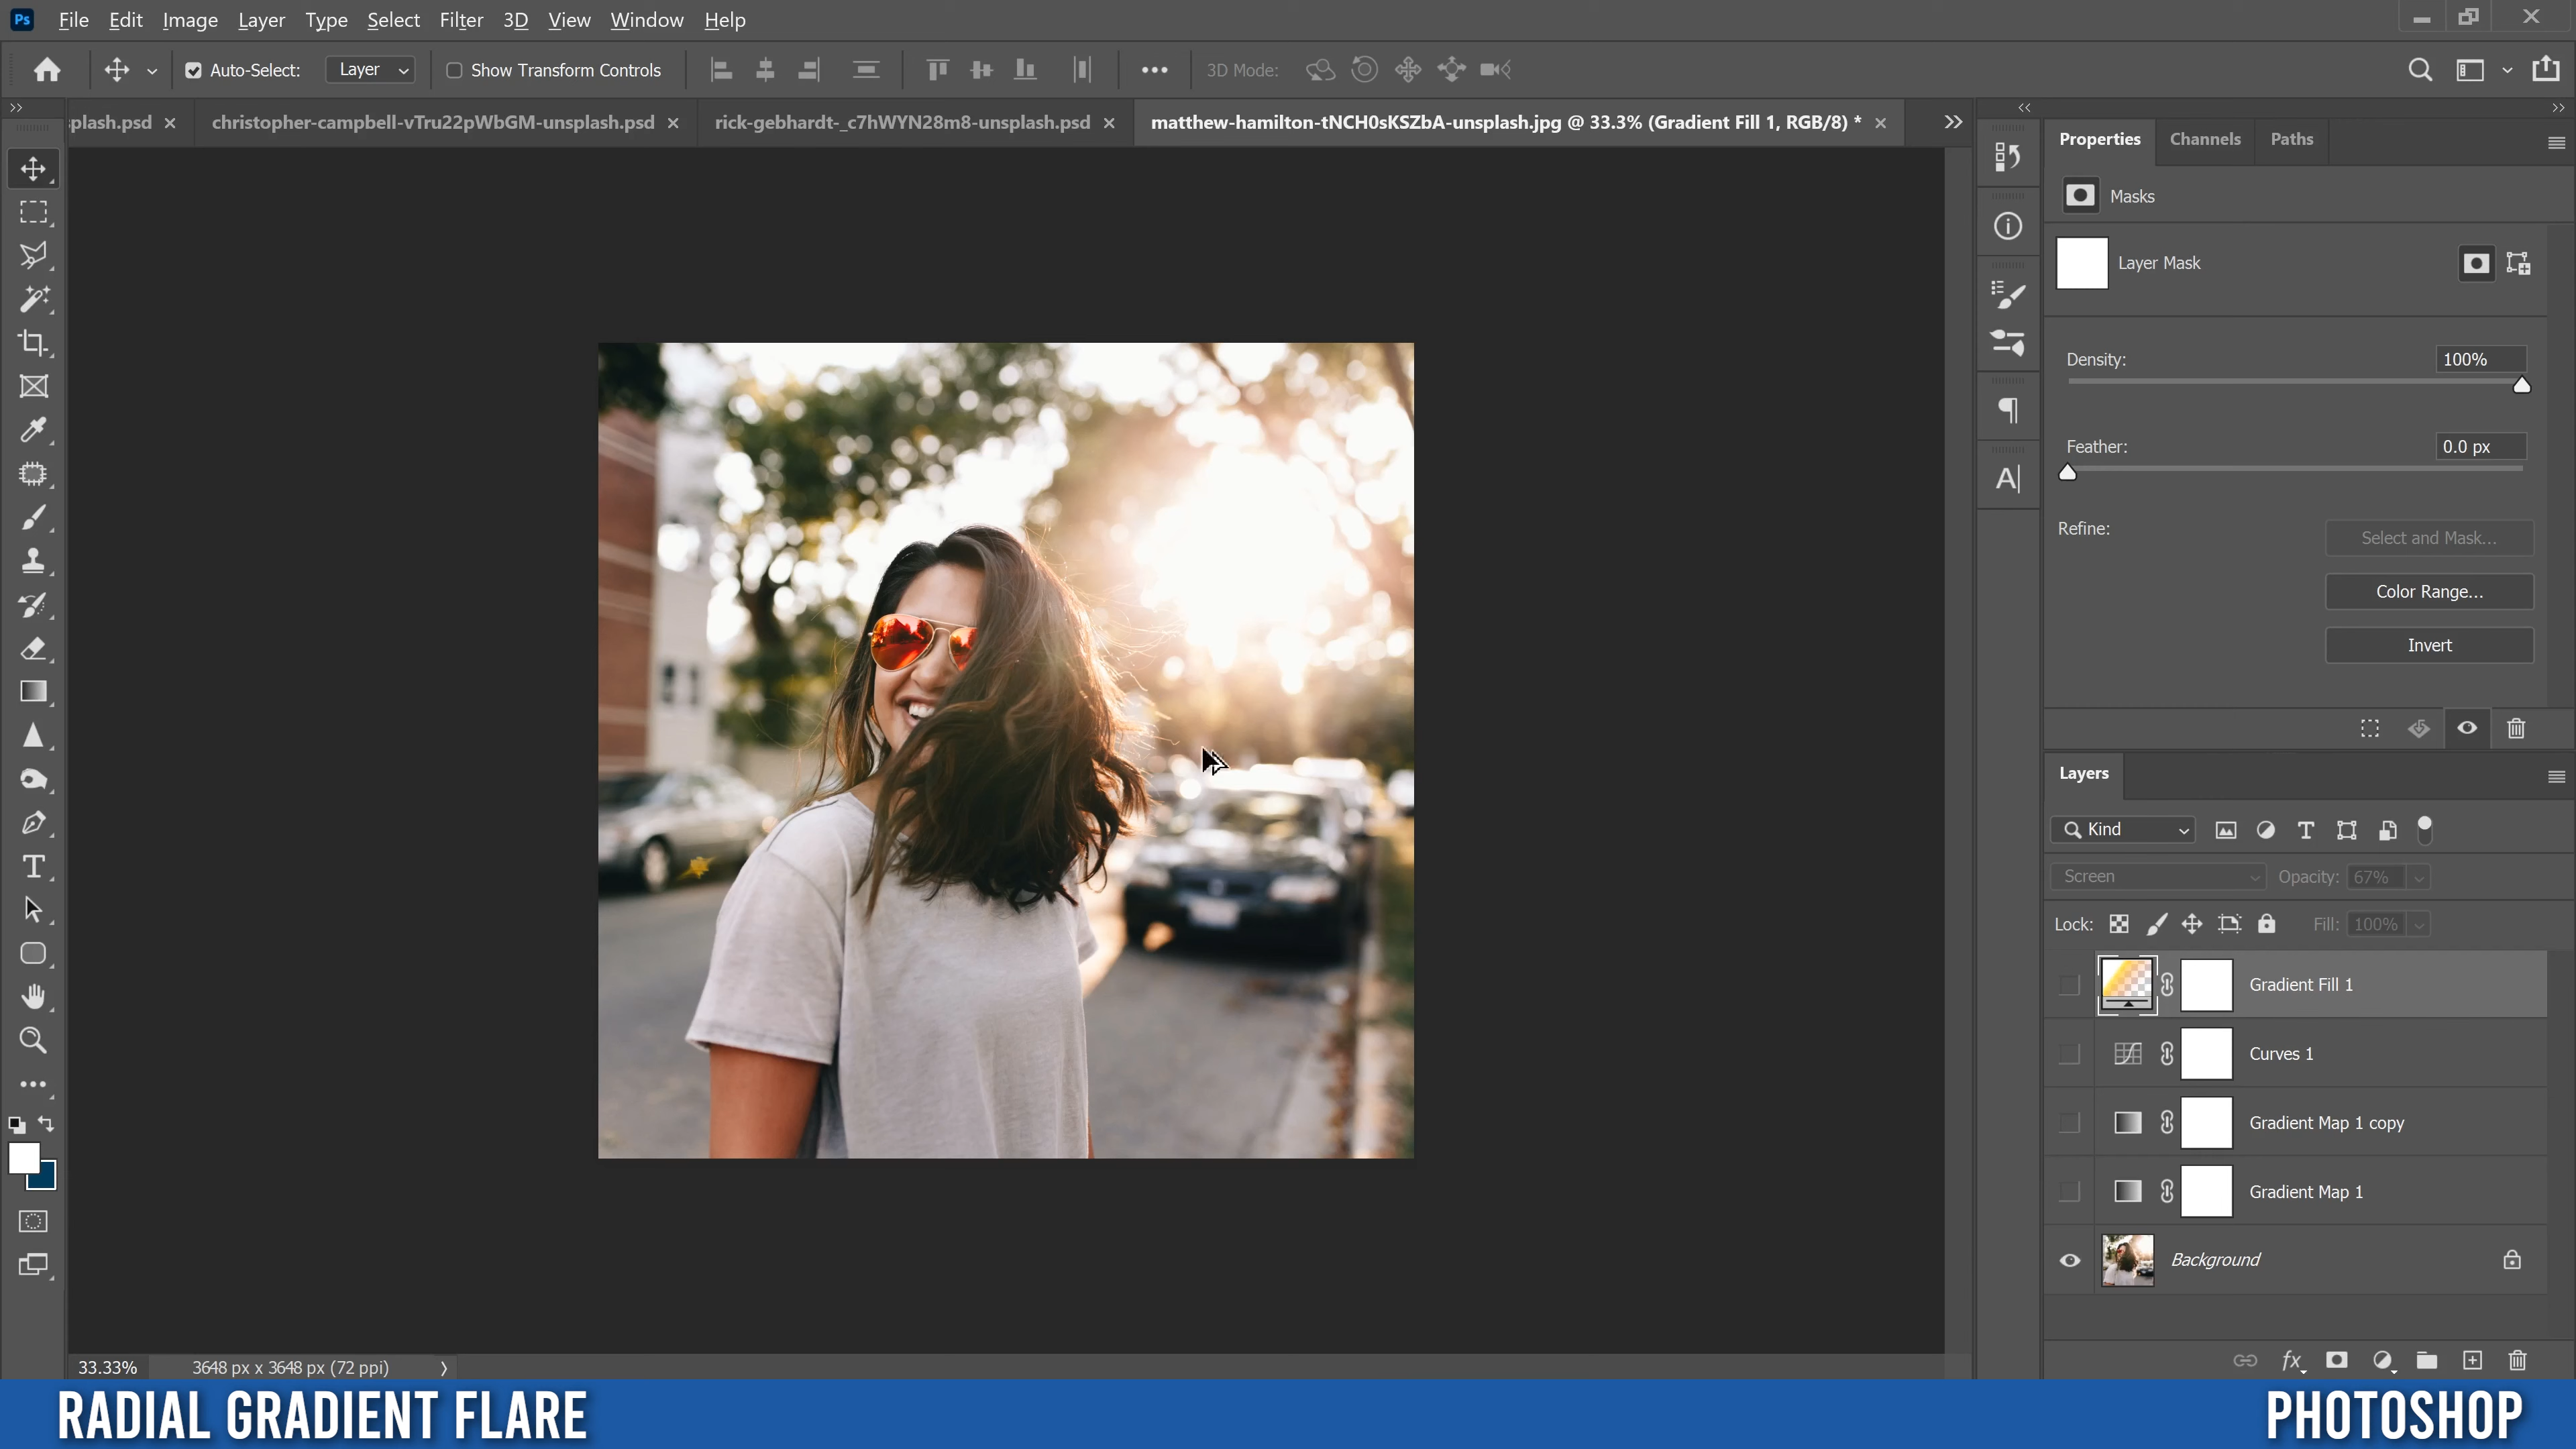 Ps File Edit Image Layer Type Select Filter 3D View Window Help
Auto-Select: Layer Show Transform Controls 3D Mode:
plash.psd × christopher-campbell-vTru22pWbGM-unsplash.psd × rick-gebhardt-_c7hWYN28m8-unsplash.psd × matthew-hamilton-tNCH0sKSZbA-unsplash.jpg @ 33.3% (Gradient Fill 1, RGB/8) * ×
Properties Channels Paths
Masks
Layer Mask
Density: 100%
Feather: 0.0 px
Refine:
Select and Mask...
Color Range...
Invert
Layers
Kind
Screen Opacity: 67%
Lock: Fill: 100%
Gradient Fill 1
Curves 1
Gradient Map 1 copy
Gradient Map 1
Background
33.33% 3648 px x 3648 px (72 ppi)
RADIAL GRADIENT FLARE
PHOTOSHOP